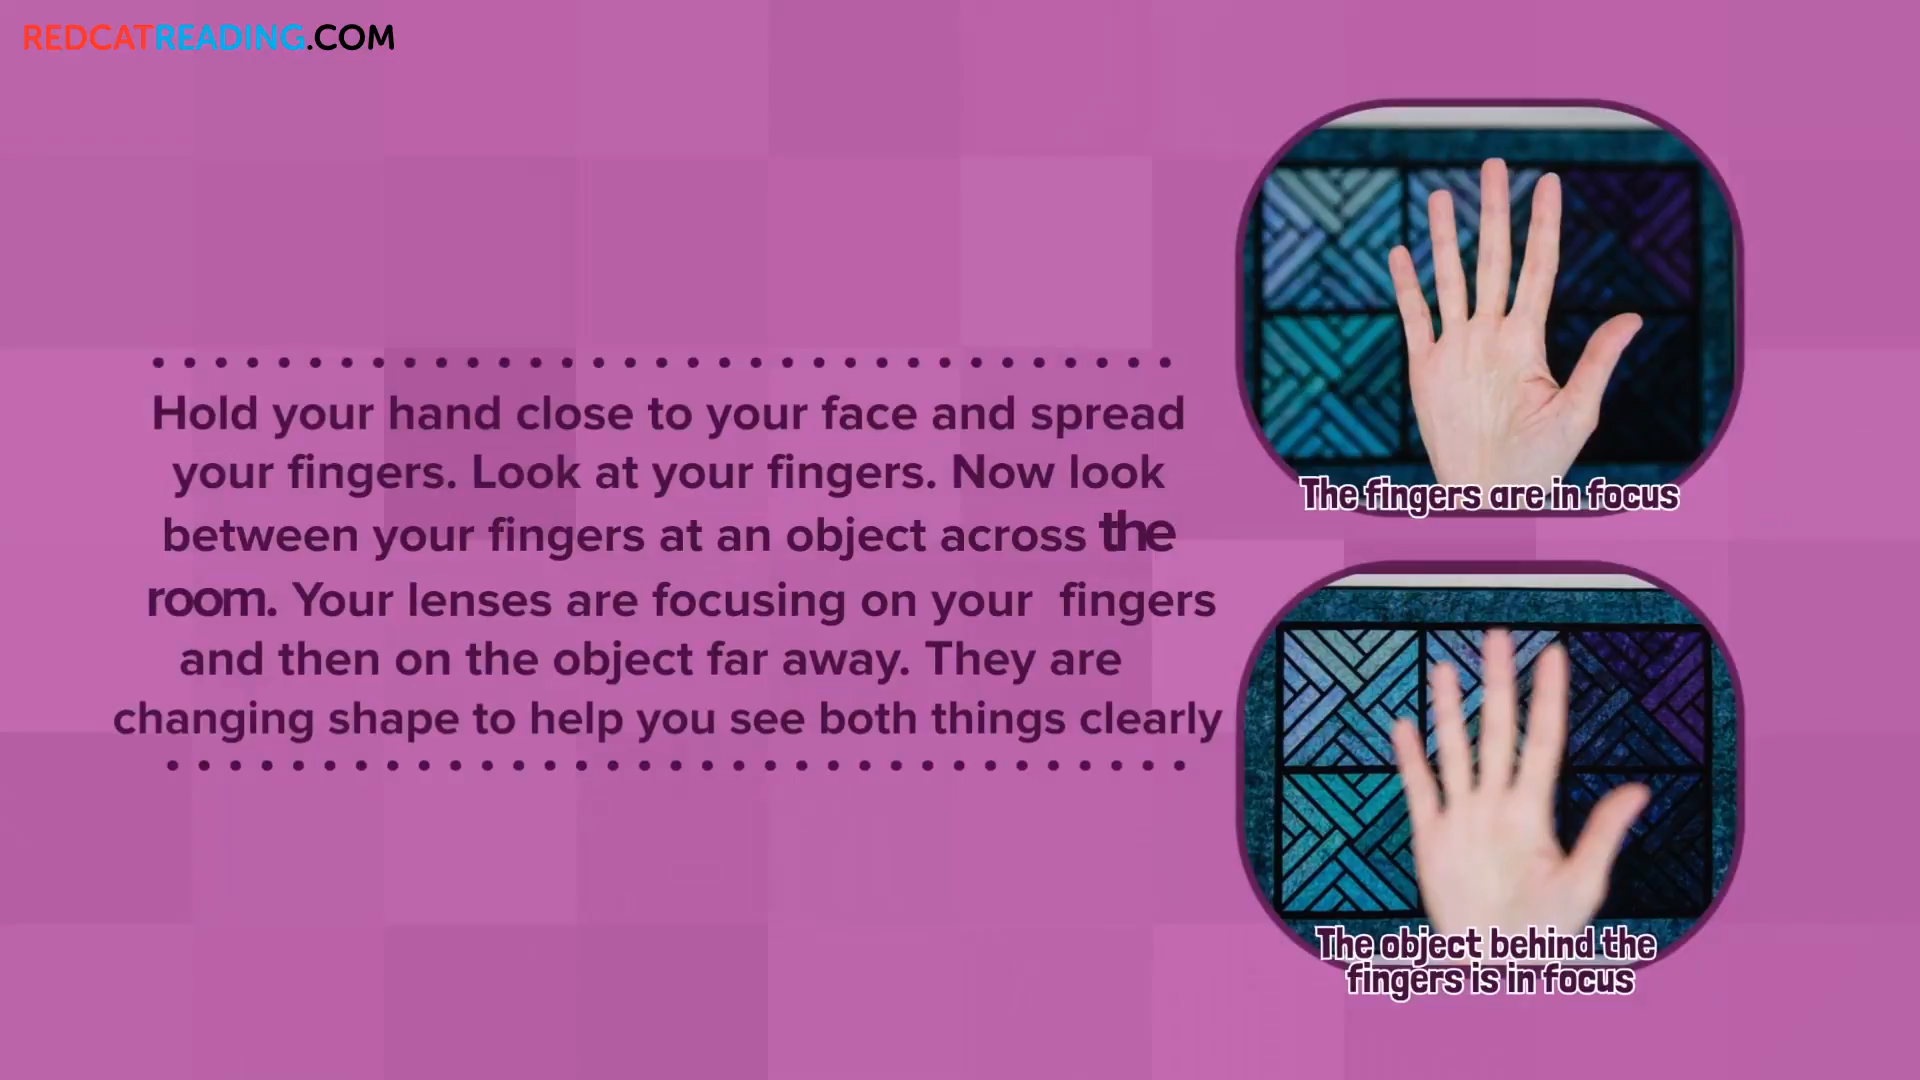 REDCATREADING.COM
Hold your hand close to your face and spread
your fingers. Look at your fingers. Now look
between your fingers at an object across the
room. Your lenses are focusing on your fingers
and then on the object far away. They are
changing shape to help you see both things clearly
The fingers are in focus
The object behind the
fingers is in focus